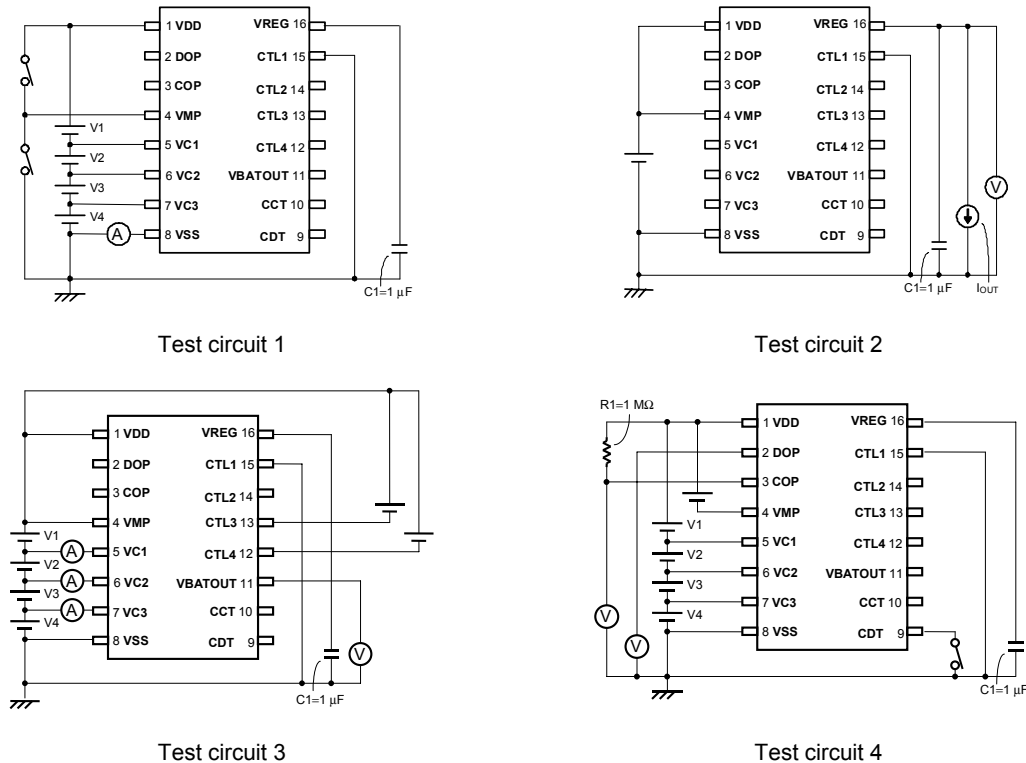 1 VDD
2 DOP
3 COP
4 VMP
5 VC1
6 VC2
7 VC3
8 VSS
VREG 16
CTL1 15
CTL2 14
CTL3 13
CTL4 12
VBATOUT 11
CCT 10
CDT 9
V1
V2
V3
V4
A
C1=1 μF
Test circuit 1
1 VDD
2 DOP
3 COP
4 VMP
5 VC1
6 VC2
7 VC3
8 VSS
VREG 16
CTL1 15
CTL2 14
CTL3 13
CTL4 12
VBATOUT 11
CCT 10
CDT 9
V
C1=1 μF
IOUT
Test circuit 2
1 VDD
2 DOP
3 COP
4 VMP
5 VC1
6 VC2
7 VC3
8 VSS
VREG 16
CTL1 15
CTL2 14
CTL3 13
CTL4 12
VBATOUT 11
CCT 10
CDT 9
V1
V2
V3
V4
A
A
A
V
C1=1 μF
Test circuit 3
R1=1 MΩ
1 VDD
2 DOP
3 COP
4 VMP
5 VC1
6 VC2
7 VC3
8 VSS
VREG 16
CTL1 15
CTL2 14
CTL3 13
CTL4 12
VBATOUT 11
CCT 10
CDT 9
V1
V2
V3
V4
V
V
C1=1 μF
Test circuit 4